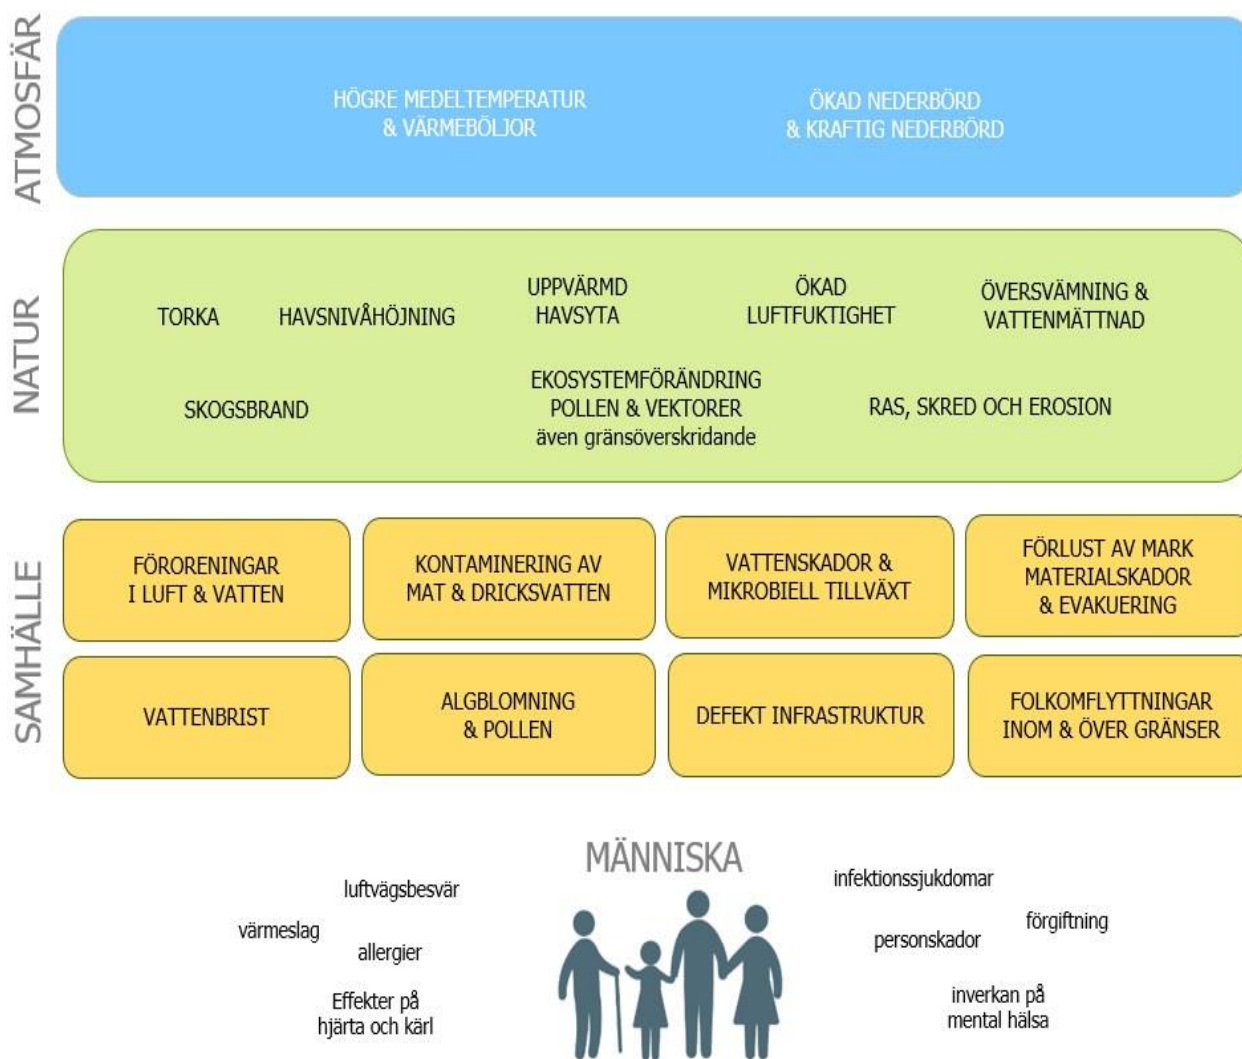 ATMOSFÄR
HÖGRE MEDELTEMPERATUR
& VÄRMEBÖLJOR
ÖKAD NEDERBÖRD
& KRAFTIG NEDERBÖRD
NATUR
TORKA
HAVSNIVÅHÖJNING
UPPVÄRMD
HAVSYTA
ÖKAD
LUFTFUKTIGHET
ÖVERSVÄMNING &
VATTENMÄTTNAD
SKOGSBRAND
EKOSYSTEMFÖRÄNDRING
POLLEN & VEKTORER
även gränsöverskridande
RAS, SKRED OCH EROSION
SAMHÄLLE
FÖRORENINGAR
I LUFT & VATTEN
KONTAMINERING AV
MAT & DRICKSVATTEN
VATTENSKADOR &
MIKROBIELL TILLVÄXT
FÖRLUST AV MARK
MATERIALSKADOR
& EVAKUERING
VATTENBRIST
ALGBLOMNING
& POLLEN
DEFEKT INFRASTRUKTUR
FOLKOMFLYTTNINGAR
INOM & ÖVER GRÄNSER
MÄNNISKA
luftvägsbesvär
värmeslag
allergier
Effekter på
hjärta och kärl
infektionssjukdomar
förgiftning
personskador
inverkan på
mental hälsa